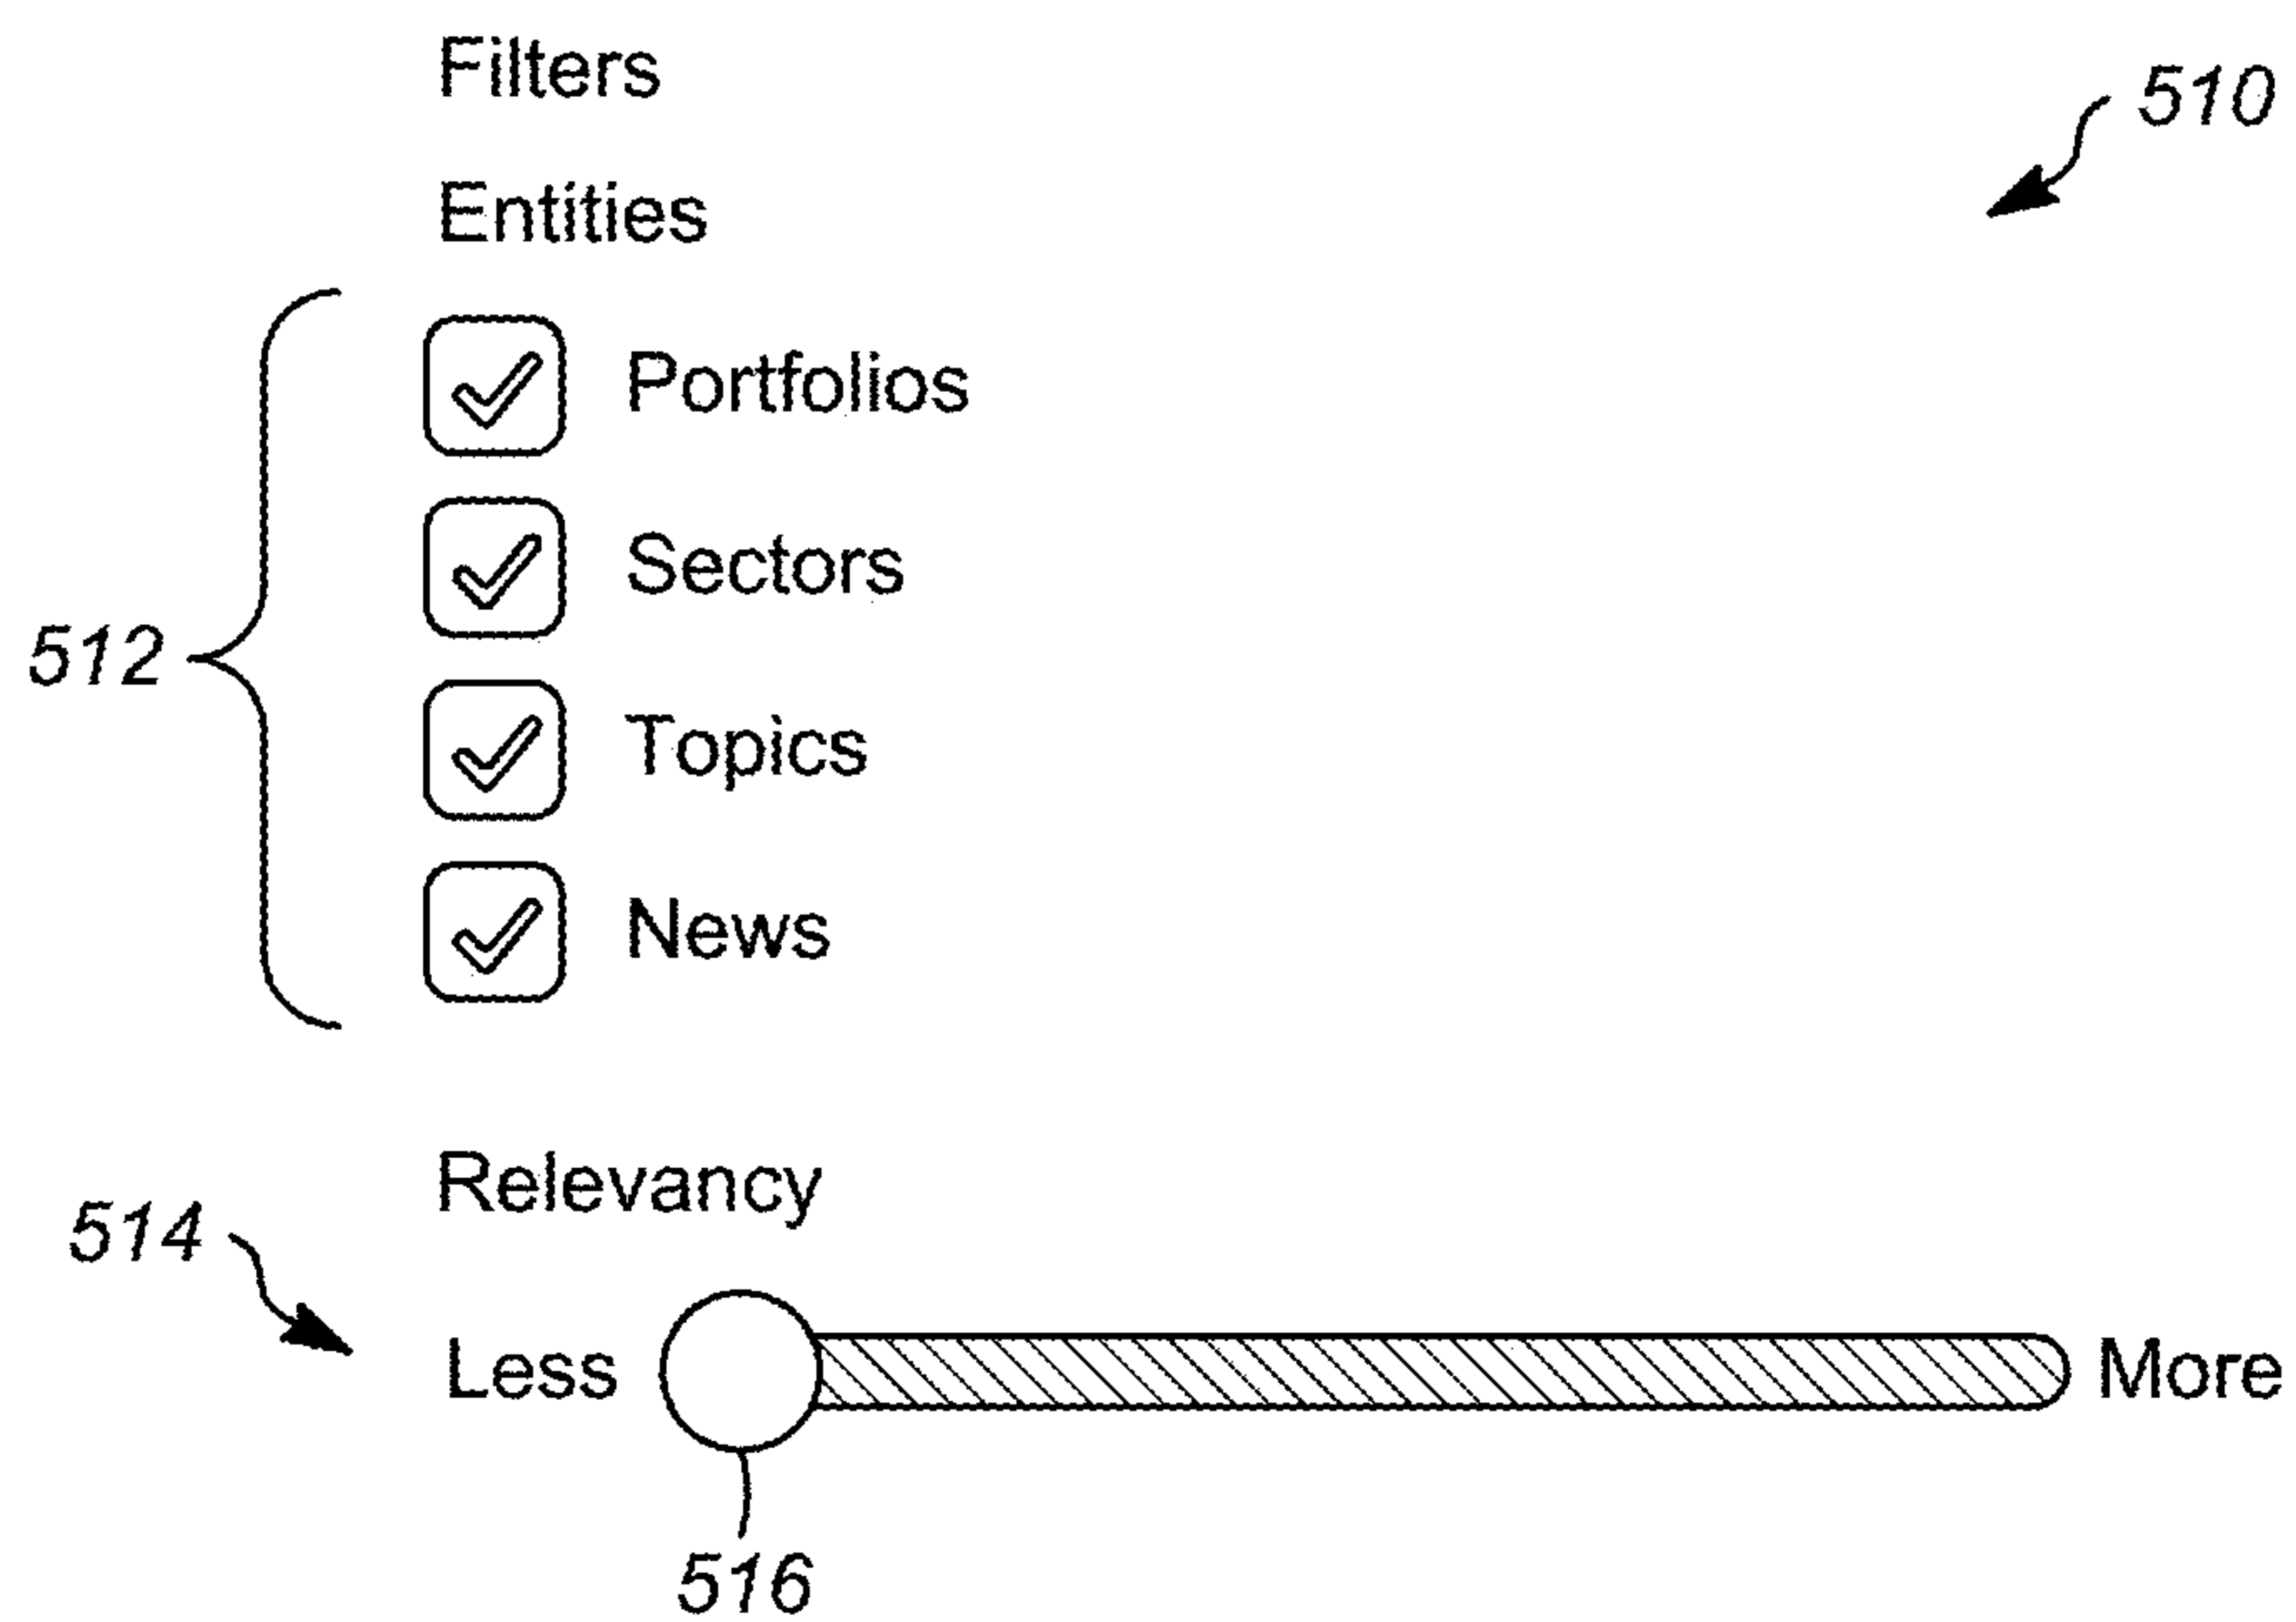 Filters
510
Entities
Portfolios
Sectors
512
Topics
News
Relevancy
514
Less More
516